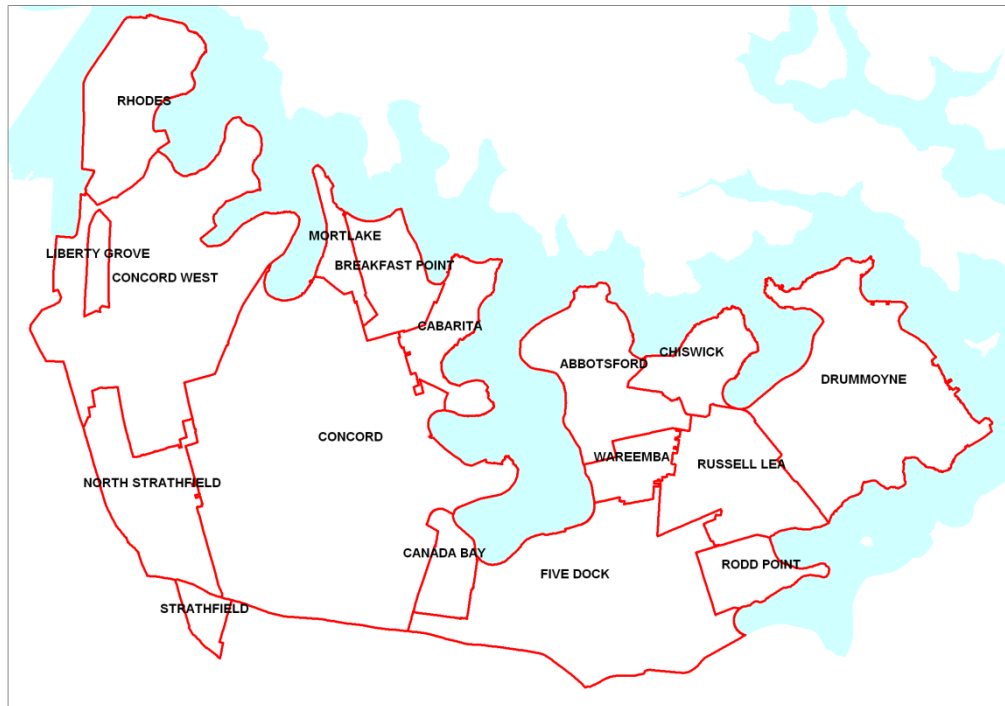 RHODES
MORTLAKE
LIBERTY GROVE
BREAKFAST POINT
CONCORD WEST
CABARITA
CHISWICK
ABBOTSFORD
DRUMMOYNE
CONCORD
WAREEMBA
RUSSELL LEA
NORTH STRATHFIELD
CANADA BAY
RODD POINT
FIVE DOCK
STRATHFIELD